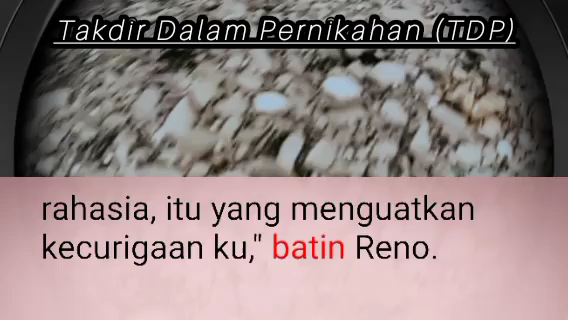 Takdir Dalam Pernikahan (TDP)
rahasia, itu yang menguatkan
kecurigaan ku," batin Reno.